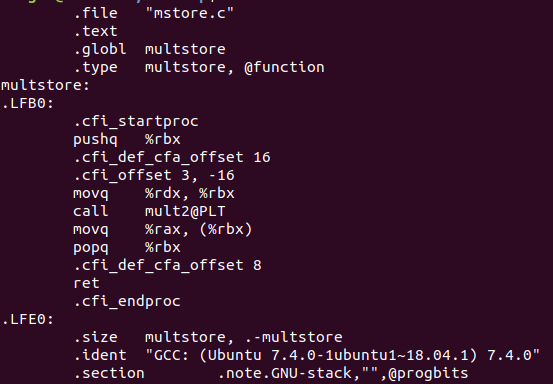 .file "mstore.c"
.text
.globl multstore
.type multstore, @function
multstore:
.LFB0:
.cfi_startproc
pushq %rbx
.cfi_def_cfa_offset 16
.cfi_offset 3, -16
movq %rdx, %rbx
call mult2@PLT
movq %rax, (%rbx)
popq %rbx
.cfi_def_cfa_offset 8
ret
.cfi_endproc
.LFE0:
.size multstore, .-multstore
.ident "GCC: (Ubuntu 7.4.0-1ubuntu1~18.04.1) 7.4.0"
.section .note.GNU-stack,"",@progbits